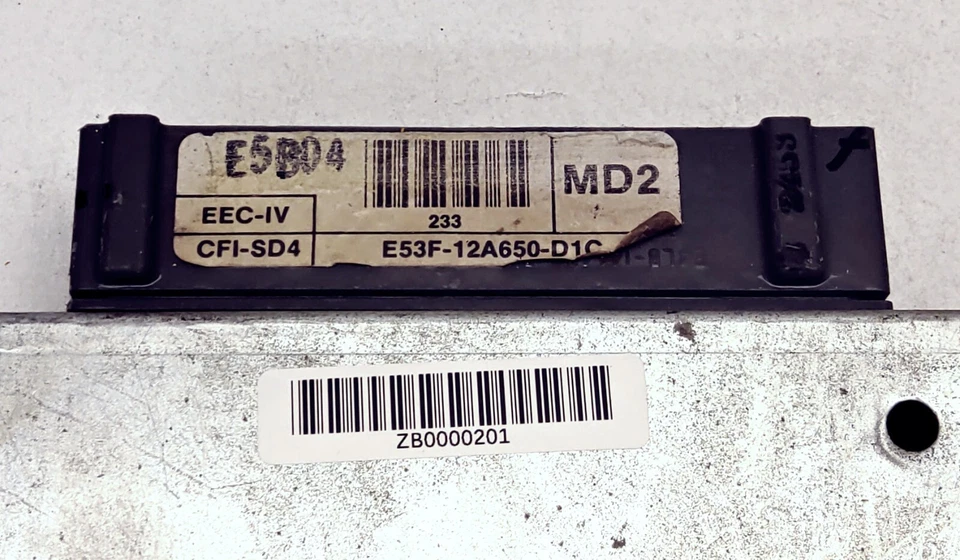 E5B04
MD2
233
EEC-IV
CFI-SD4
E53F-12A650-D1C
ZB0000201